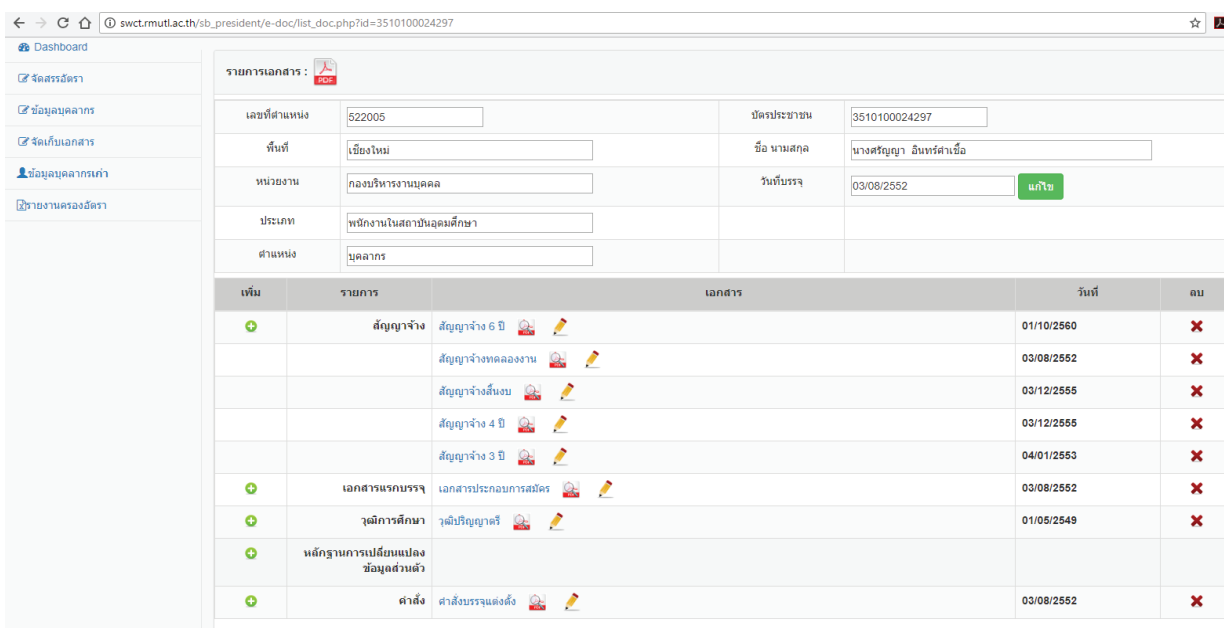 swct.rmutl.ac.th/sb_president/e-doc/list_doc.php?id=3510100024297
Dashboard
จัดสรรอัตรา
ข้อมูลบุคลากร
จัดเก็บเอกสาร
ข้อมูลบุคลากรเก่า
รายงานครองอัตรา
รายการเอกสาร : PDF
เลขที่ตำแหน่ง 522005 บัตรประชาชน 3510100024297
พื้นที่ เชียงใหม่ ชื่อ นามสกุล นางศรัญญา อินทร์คำเชื้อ
หน่วยงาน กองบริหารงานบุคคล วันที่บรรจุ 03/08/2552 แก้ไข
ประเภท พนักงานในสถาบันอุดมศึกษา
ตำแหน่ง บุคลากร
เพิ่ม รายการ เอกสาร วันที่ ลบ
สัญญาจ้าง สัญญาจ้าง 6 ปี 01/10/2560
สัญญาจ้างทดลองงาน 03/08/2552
สัญญาจ้างสิ้นงบ 03/12/2555
สัญญาจ้าง 4 ปี 03/12/2555
สัญญาจ้าง 3 ปี 04/01/2553
เอกสารแรกบรรจุ เอกสารประกอบการสมัคร 03/08/2552
วุฒิการศึกษา วุฒิปริญญาตรี 01/05/2549
หลักฐานการเปลี่ยนแปลง
ข้อมูลส่วนตัว
คำสั่ง คำสั่งบรรจุแต่งตั้ง 03/08/2552